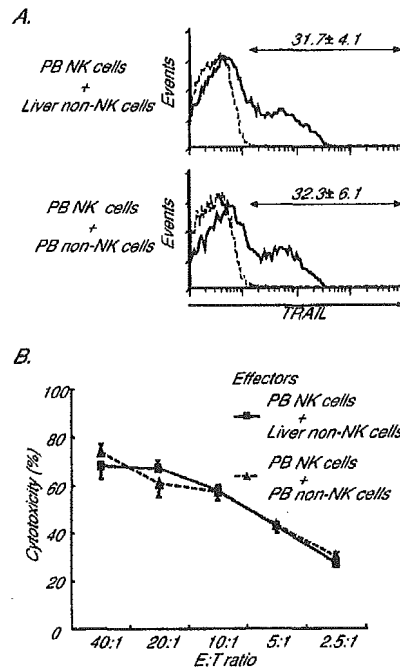 A.
PB NK cells
+
Liver non-NK cells
Events
31.7± 4.1
PB NK cells
+
PB non-NK cells
Events
32.3± 6.1
TRAIL
B.
Cytotoxicity (%)
100
80
60
40
20
0
40:1 20:1 10:1 5:1 2.5:1
E:T ratio
Effectors
PB NK cells
+
Liver non-NK cells
PB NK cells
+
PB non-NK cells